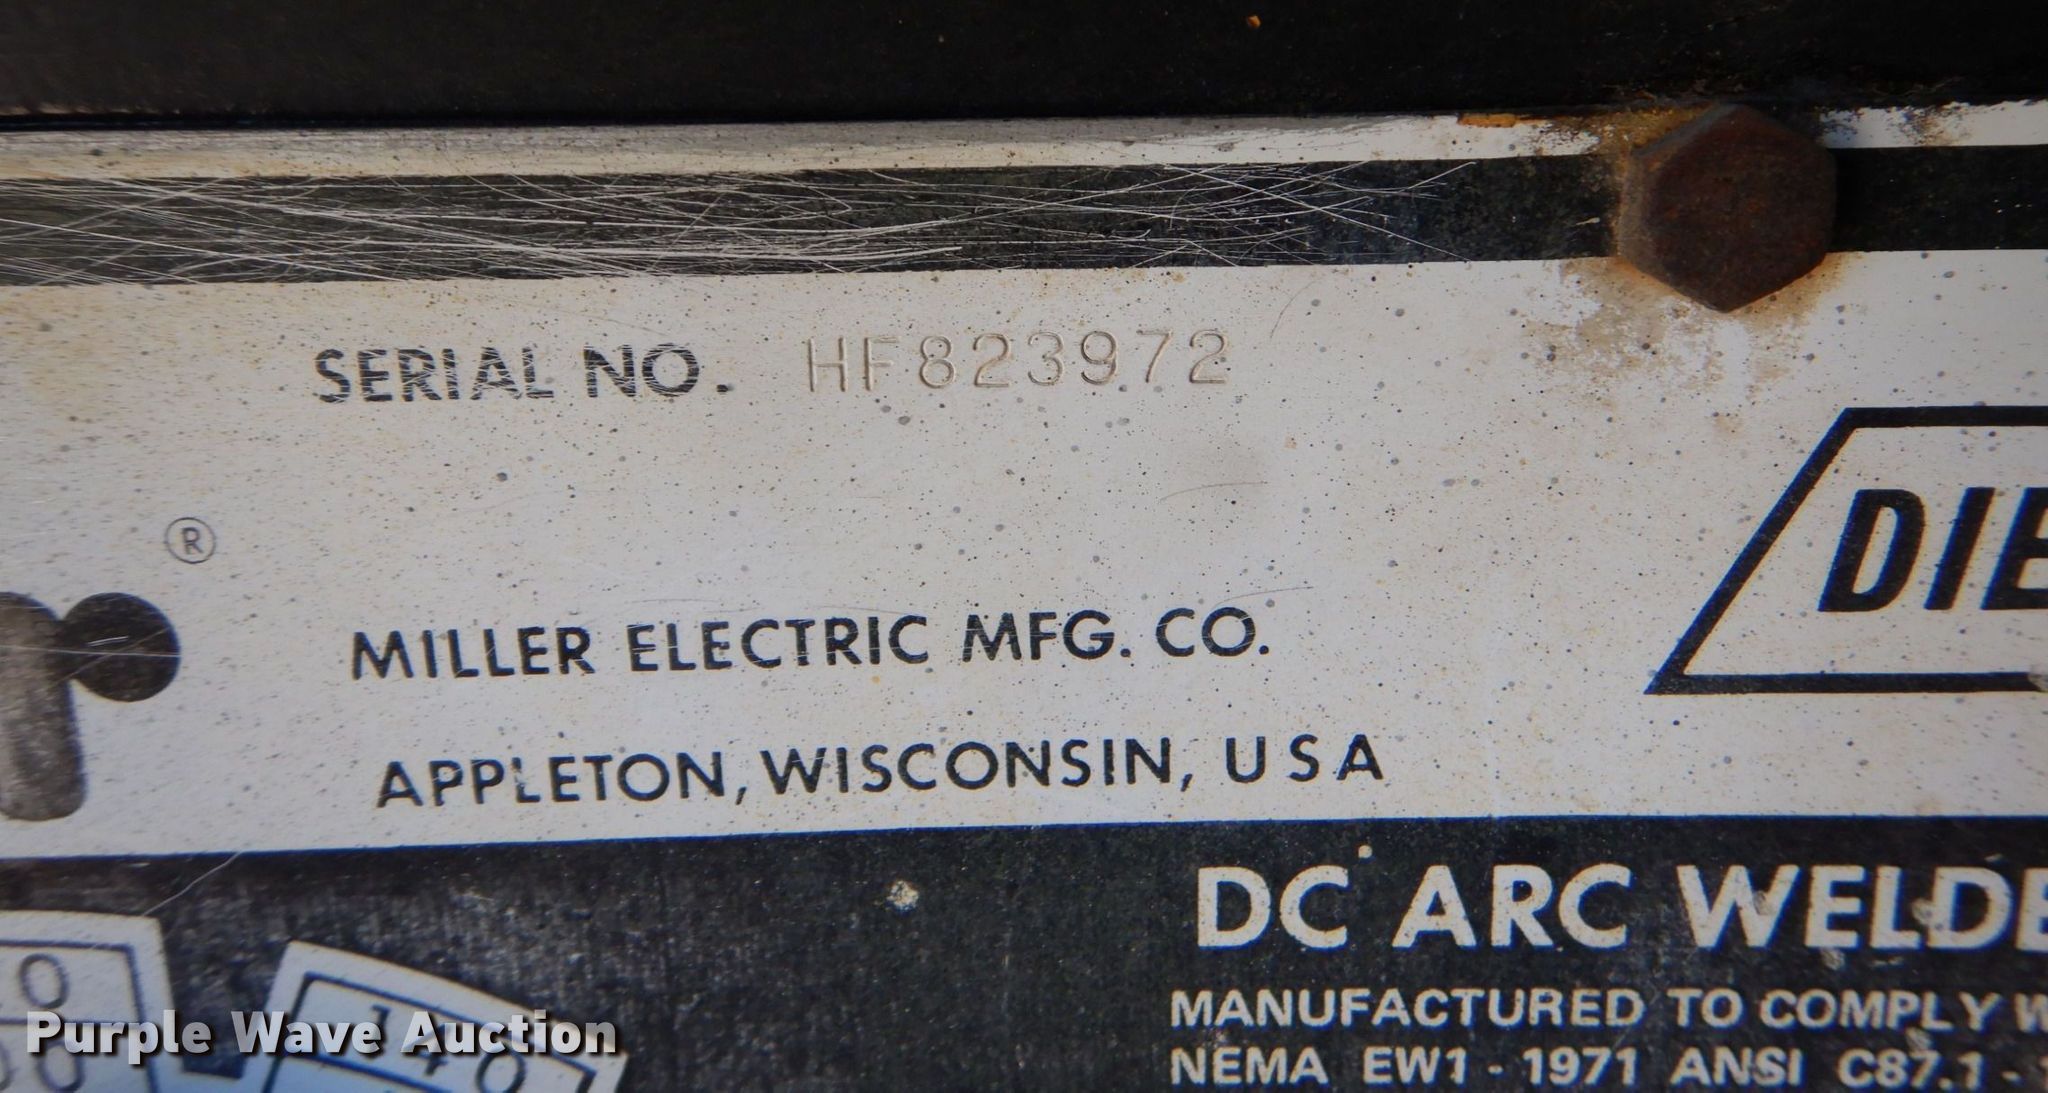 SERIAL NO. HF823972
®
MILLER ELECTRIC MFG. CO.
APPLETON, WISCONSIN, USA
DC ARC
MANUFACTURED TO COMPLY
NEMA EW1 - 1971 ANSI C87.1 -
140
Purple Wave Auction